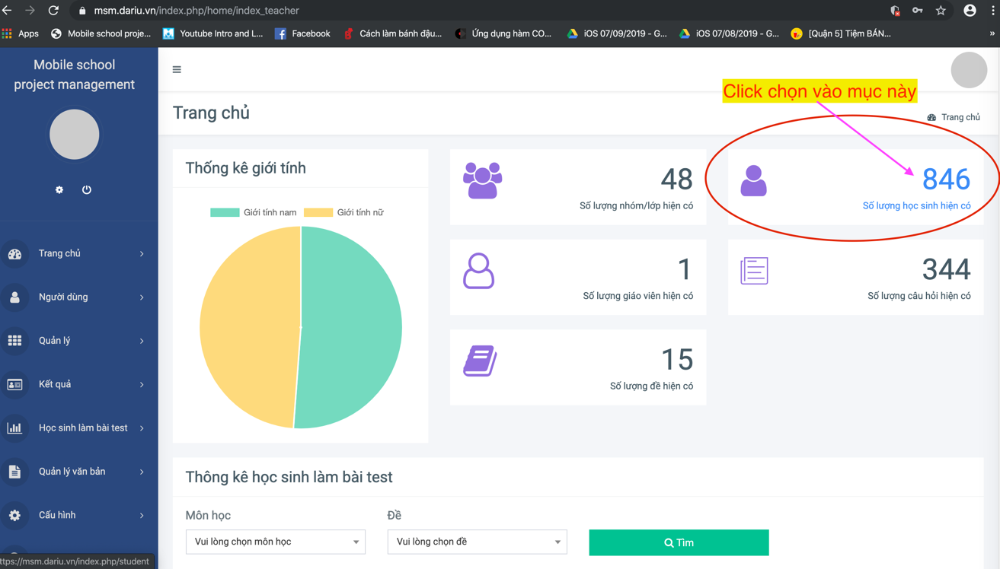 msm.dariu.vn/index.php/home/index_teacher
Apps
Mobile school proje...
Youtube Intro and L...
Facebook
Cách làm bánh đậu...
Ứng dụng hàm CO...
iOS 07/09/2019 - G...
iOS 07/08/2019 - G...
[Quận 5] Tiệm BÁN...
»
Mobile school
project management
Trang chủ
Người dùng
Quản lý
Kết quả
Học sinh làm bài test
Quản lý văn bản
Cấu hình
ttps://msm.dariu.vn/index.php/student
Click chọn vào mục này
Trang chủ
Trang chủ
Thống kê giới tính
Giới tính nam
Giới tính nữ
48
Số lượng nhóm/lớp hiện có
846
Số lượng học sinh hiện có
1
Số lượng giáo viên hiện có
344
Số lượng câu hỏi hiện có
15
Số lượng đề hiện có
Thông kê học sinh làm bài test
Môn học
Vui lòng chọn môn học
Đề
Vui lòng chọn đề
Tìm